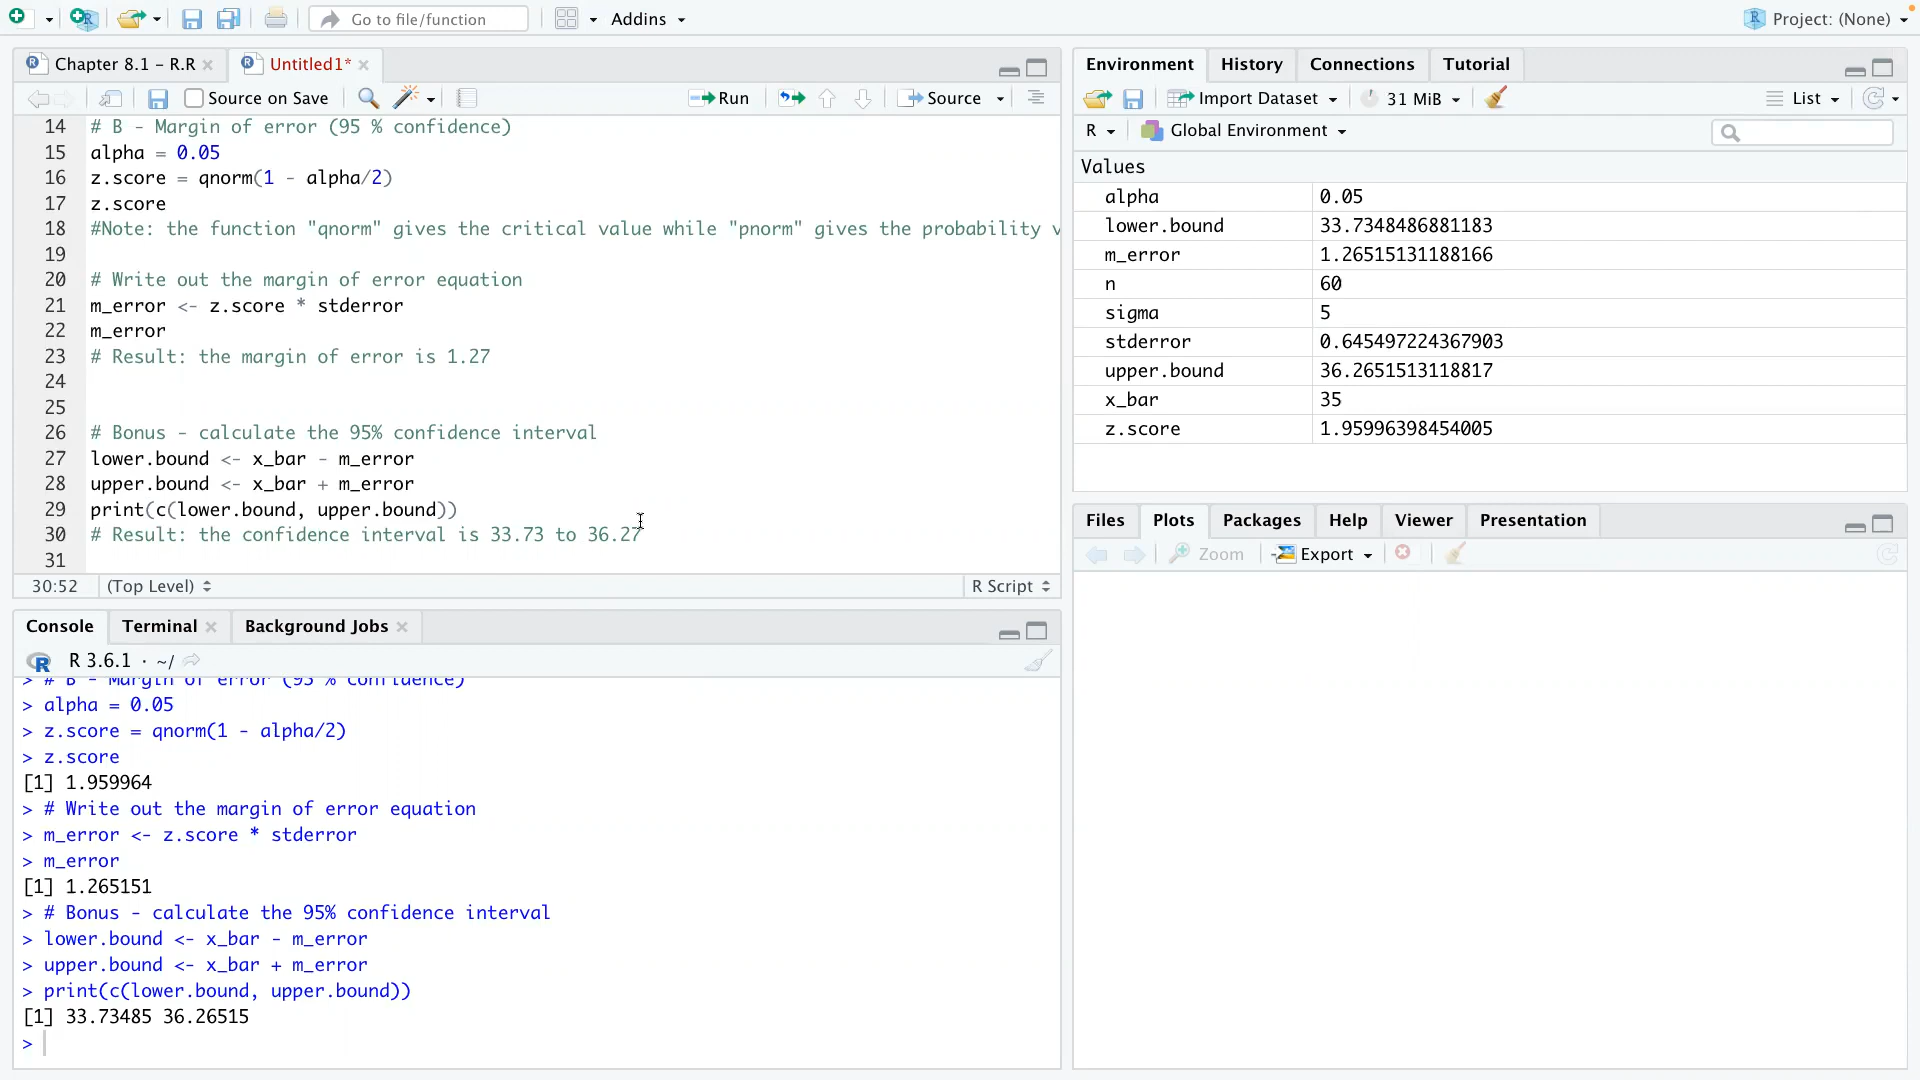 Go to file/function
Addins
Project: (None)
Chapter 8.1 - R.R
Untitled1*
Source on Save
Run
Source
14 # B - Margin of error (95 % confidence)
15 alpha = 0.05
16 z.score = qnorm(1 - alpha/2)
17 z.score
18 #Note: the function "qnorm" gives the critical value while "pnorm" gives the probability v
19
20 # Write out the margin of error equation
21 m_error <- z.score * stderror
22 m_error
23 # Result: the margin of error is 1.27
24
25
26 # Bonus - calculate the 95% confidence interval
27 lower.bound <- x_bar - m_error
28 upper.bound <- x_bar + m_error
29 print(c(lower.bound, upper.bound))
30 # Result: the confidence interval is 33.73 to 36.27
31
30:52 (Top Level) R Script
Console Terminal Background Jobs
R 3.6.1 · ~/
> # B - Margin of error (95 % confidence)
> alpha = 0.05
> z.score = qnorm(1 - alpha/2)
> z.score
[1] 1.959964
> # Write out the margin of error equation
> m_error <- z.score * stderror
> m_error
[1] 1.265151
> # Bonus - calculate the 95% confidence interval
> lower.bound <- x_bar - m_error
> upper.bound <- x_bar + m_error
> print(c(lower.bound, upper.bound))
[1] 33.73485 36.26515
>
Environment History Connections Tutorial
Import Dataset 31 MiB List
R Global Environment
Values
alpha 0.05
lower.bound 33.7348486881183
m_error 1.26515131188166
n 60
sigma 5
stderror 0.645497224367903
upper.bound 36.2651513118817
x_bar 35
z.score 1.95996398454005
Files Plots Packages Help Viewer Presentation
Zoom Export